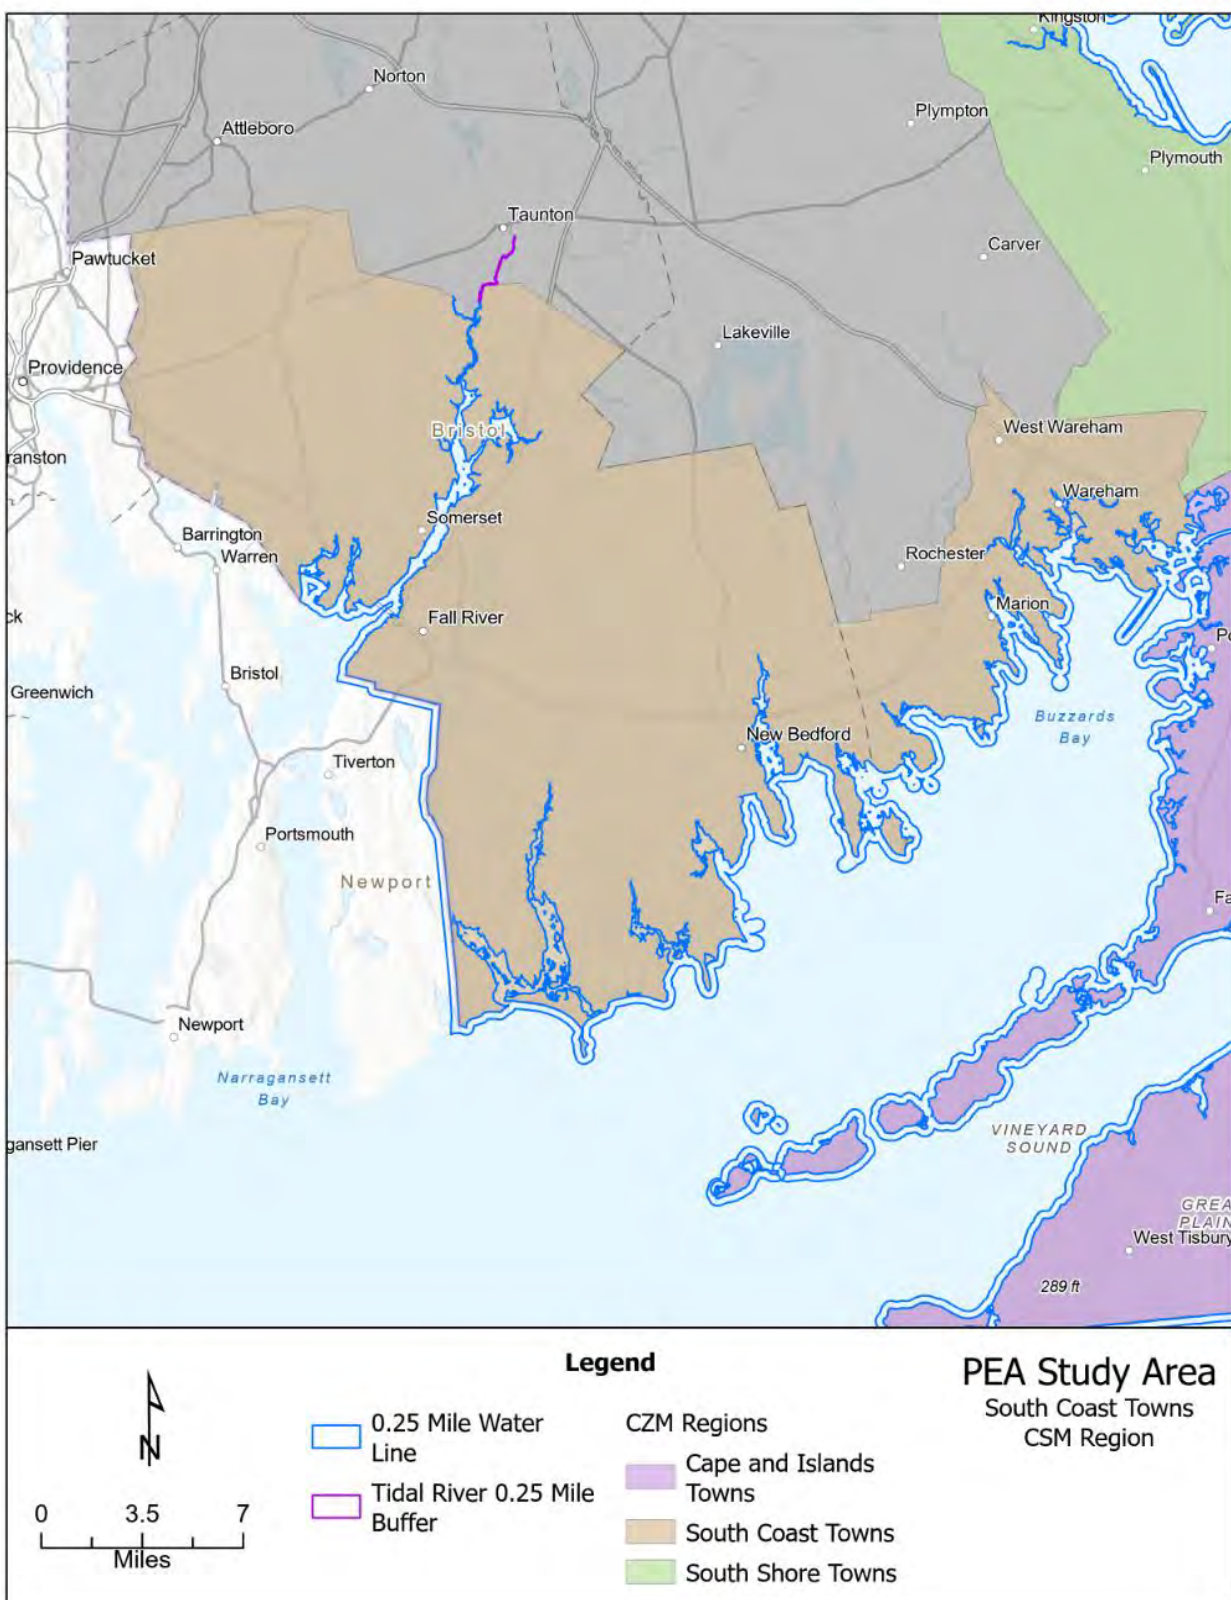 Kingston
Norton
Plympton
Attleboro
Plymouth
Taunton
Carver
Pawtucket
Lakeville
Providence
West Wareham
Bristol
ranston
Wareham
Somerset
Barrington
Warren
Rochester
Marion
ck
Fall River
Po
Bristol
Greenwich
Buzzards
Bay
New Bedford
Tiverton
Portsmouth
Newport
Fa
Newport
Narragansett
Bay
gansett Pier
VINEYARD
SOUND
GREA
PLAIN
West Tisbury
289 ft
Legend
PEA Study Area
South Coast Towns
CSM Region
0.25 Mile Water
Line
Tidal River 0.25 Mile
Buffer
CZM Regions
Cape and Islands
Towns
South Coast Towns
South Shore Towns
N
0 3.5 7
Miles